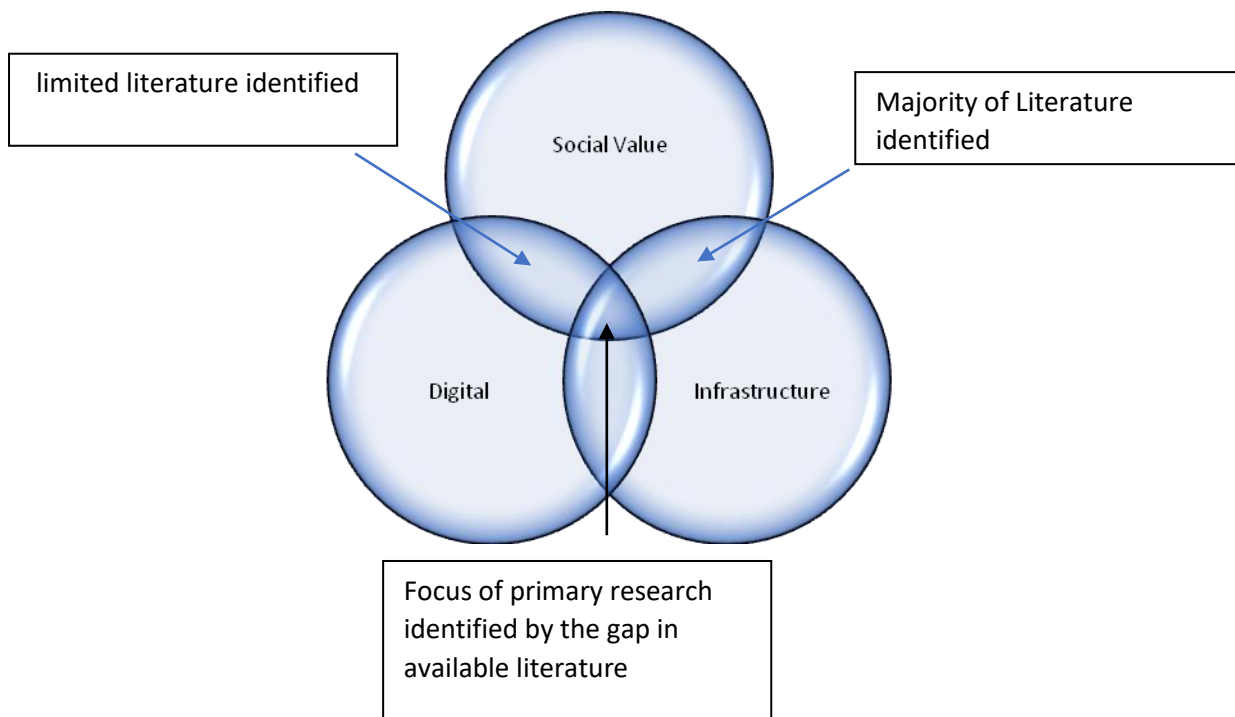 limited literature identified
Majority of Literature
identified
Social Value
Digital
Infrastructure
Focus of primary research
identified by the gap in
available literature